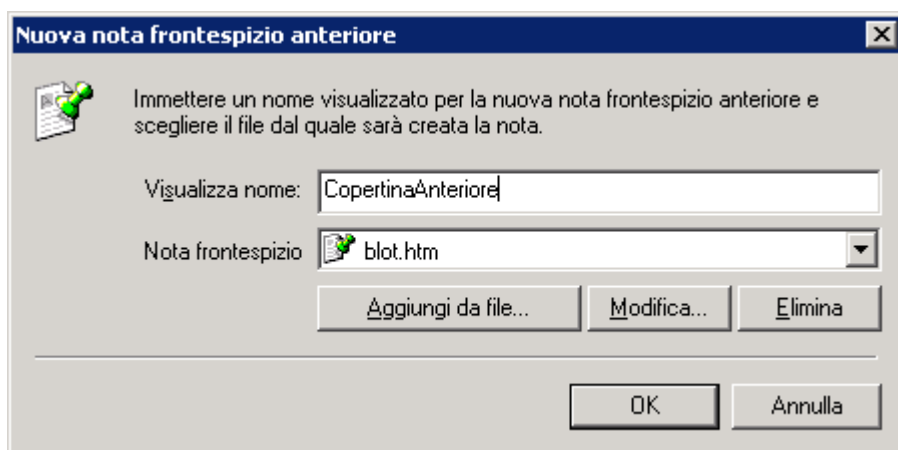 Nuova nota frontespizio anteriore
Immettere un nome visualizzato per la nuova nota frontespizio anteriore e
scegliere il file dal quale sarà creata la nota.
Visualizza nome: CopertinaAnteriore
Nota frontespizio blot.htm
Aggiungi da file... Modifica... Elimina
OK Annulla